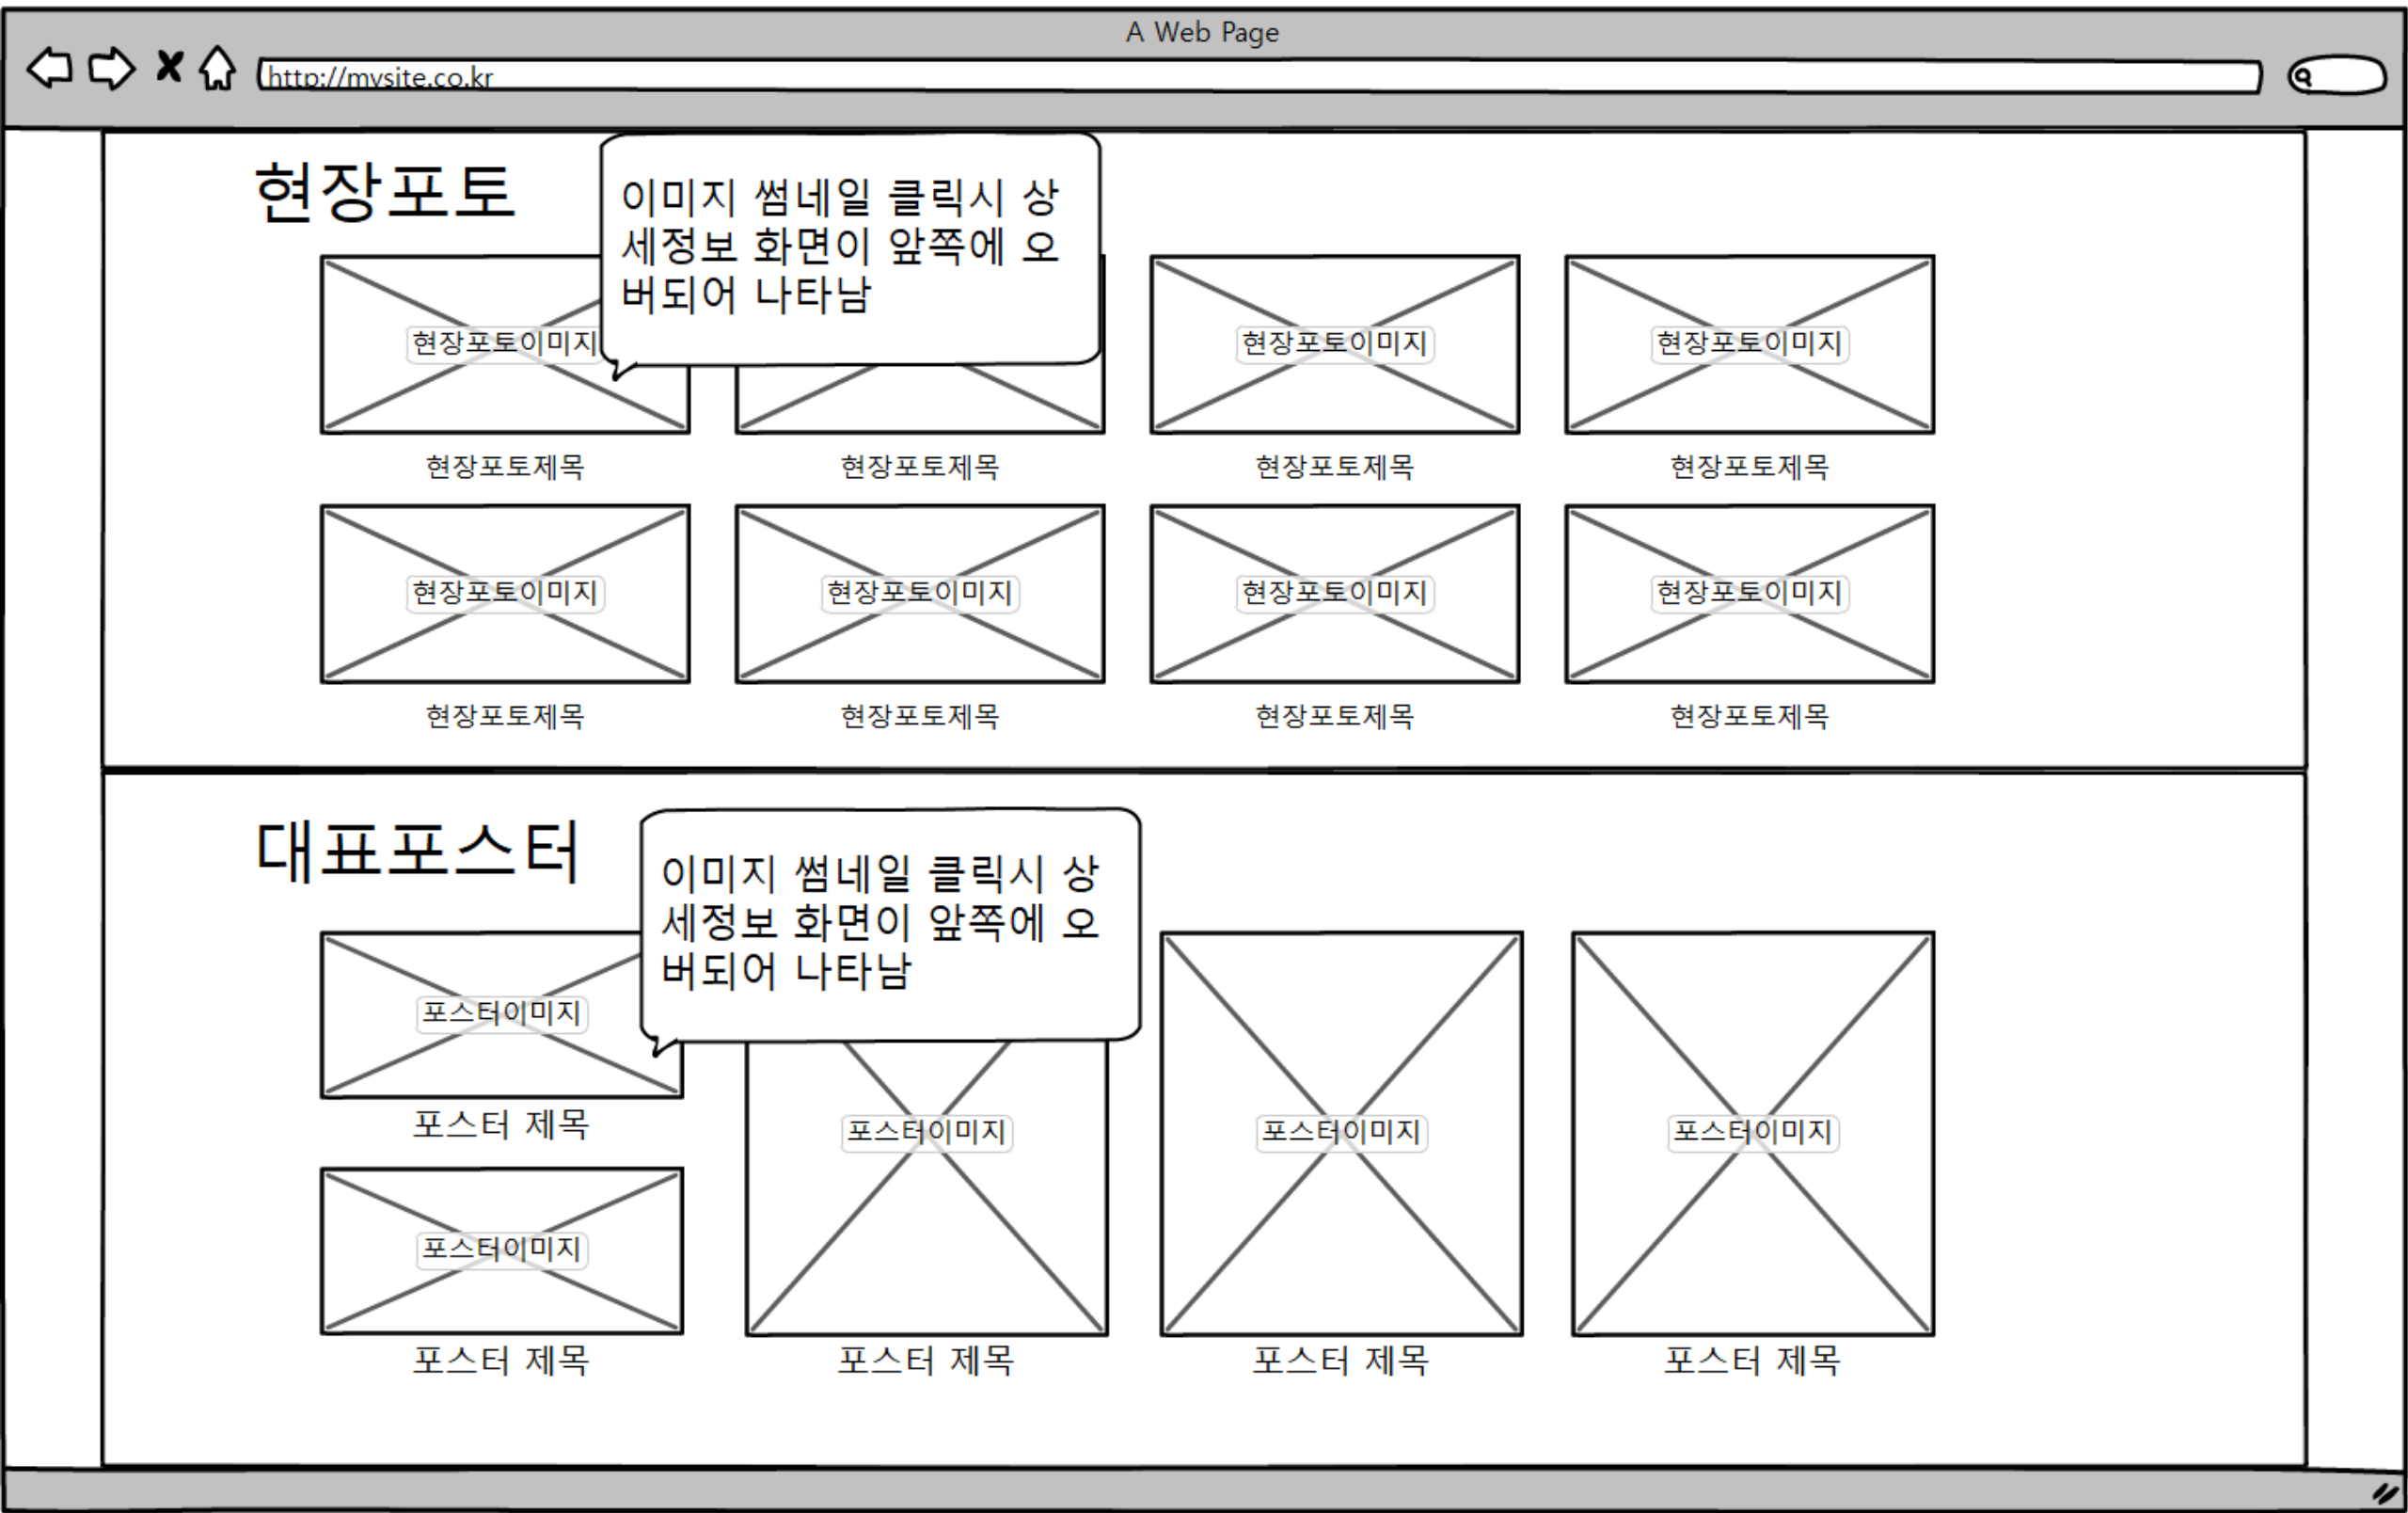 A Web Page
http://mysite.co.kr
현장포토
이미지 썸네일 클릭시 상
세정보 화면이 앞쪽에 오
버되어 나타남
현장포토이미지
현장포토이미지
현장포토이미지
현장포토제목
현장포토제목
현장포토제목
현장포토제목
현장포토이미지
현장포토이미지
현장포토이미지
현장포토이미지
현장포토제목
현장포토제목
현장포토제목
현장포토제목
대표포스터
이미지 썸네일 클릭시 상
세정보 화면이 앞쪽에 오
버되어 나타남
포스터이미지
포스터 제목
포스터이미지
포스터이미지
포스터이미지
포스터이미지
포스터 제목
포스터 제목
포스터 제목
포스터 제목